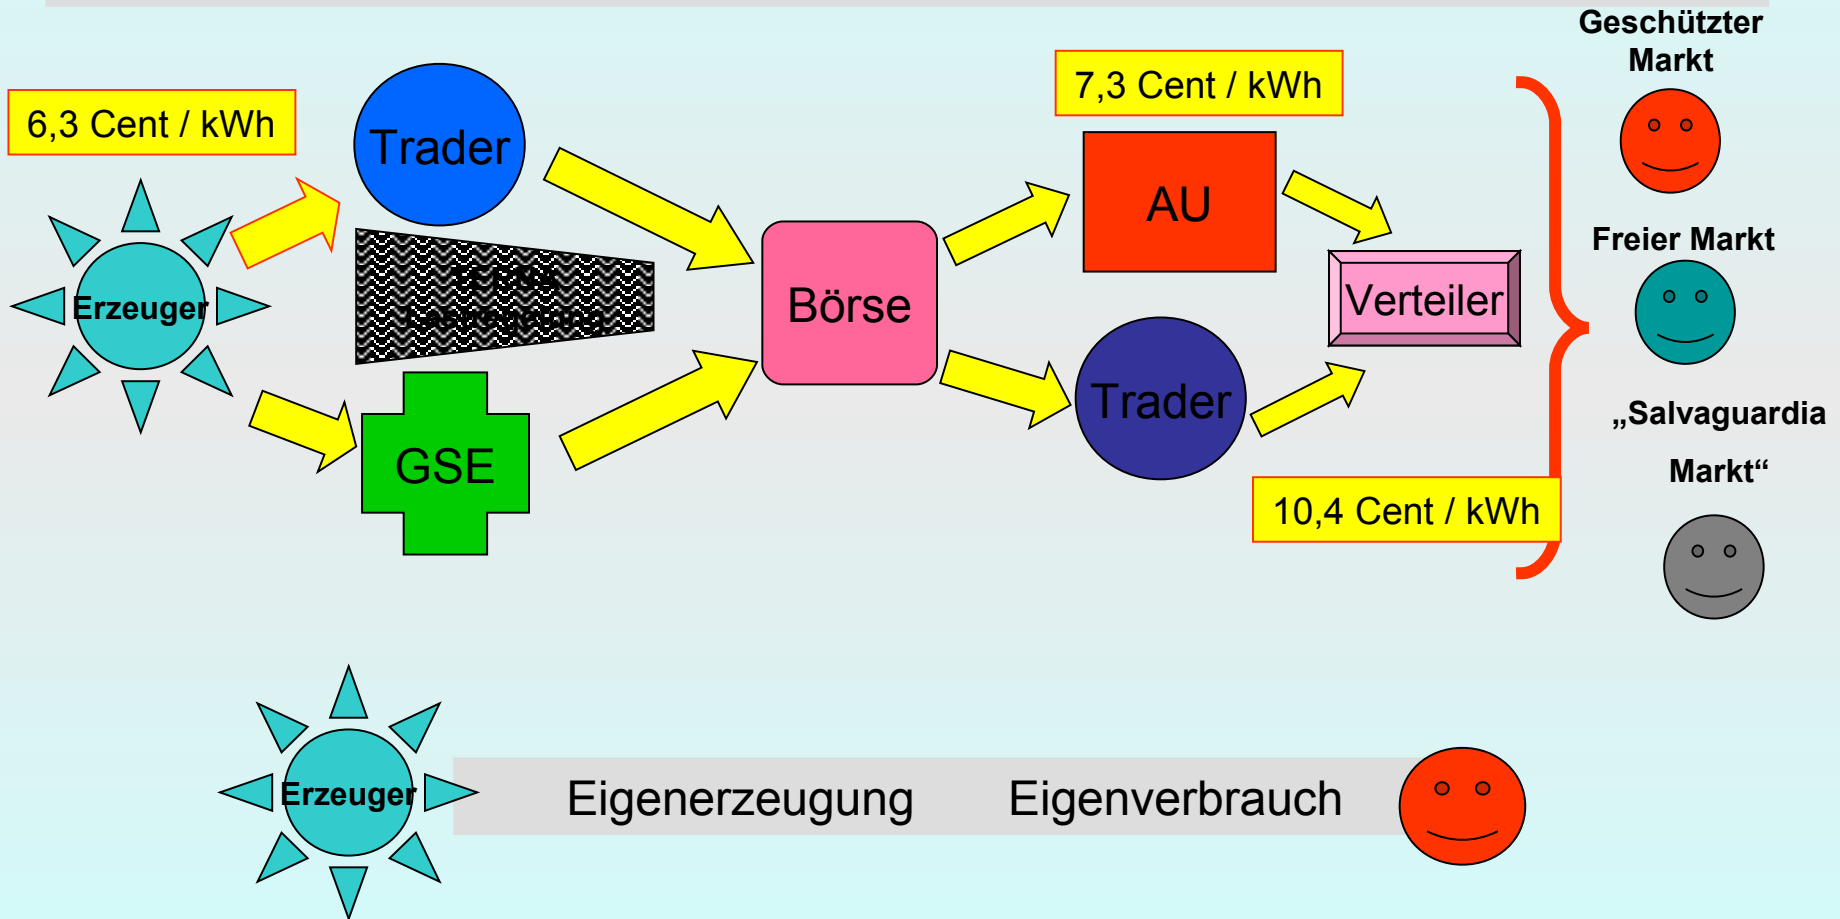 Geschützter
Markt
6,3 Cent / kWh
7,3 Cent / kWh
Trader
AU
Freier Markt
Erzeuger
TERNA
Börse
Verteiler
Trader
„Salvaguardia
Markt“
GSE
10,4 Cent / kWh
Erzeuger
Eigenerzeugung Eigenverbrauch